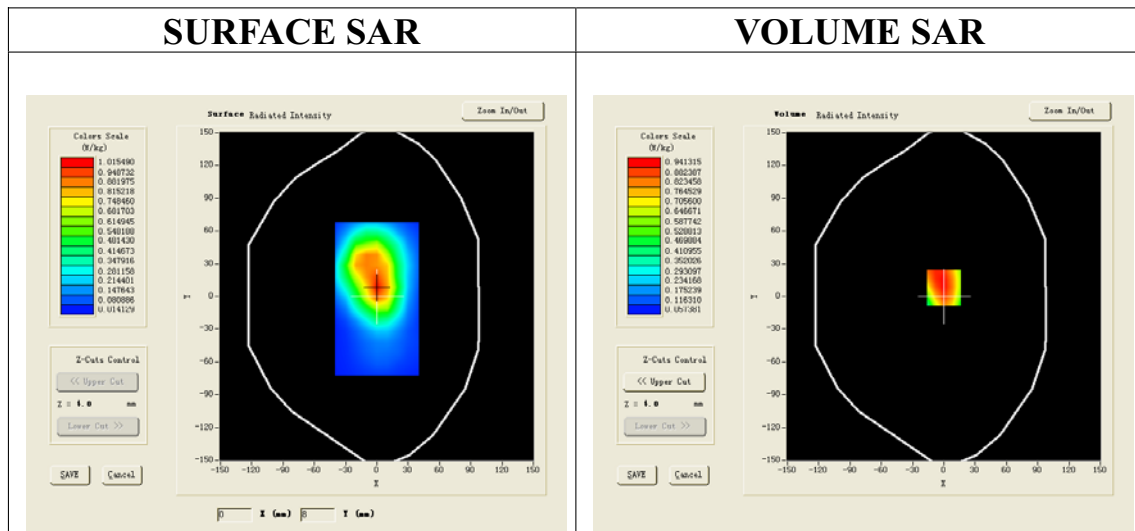 SURFACE SAR
VOLUME SAR
Surface Radiated Intensity
Zoom In/Out
Colors Scale
(W/kg)
1.015490
0.948732
0.881975
0.815218
0.748460
0.681703
0.614945
0.548188
0.481430
0.414673
0.347916
0.281158
0.214401
0.147643
0.080886
0.014129
Z-Cuts Control
<< Upper Cut
Z = 4.0 mm
Lower Cut >>
SAVE
Cancel
150
120
90
60
30
0
-30
-60
-90
-120
-150
Y
-150 -120 -90 -60 -30 0 30 60 90 120 150
X
0 X (mm) 8 Y (mm)
Volume Radiated Intensity
Zoom In/Out
Colors Scale
(W/kg)
0.941315
0.882387
0.823458
0.764529
0.705600
0.646671
0.587742
0.528813
0.469884
0.410955
0.352026
0.293097
0.234168
0.175239
0.116310
0.057381
Z-Cuts Control
<< Upper Cut
Z = 4.0 mm
Lower Cut >>
SAVE
Cancel
150
120
90
60
30
0
-30
-60
-90
-120
-150
Y
-150 -120 -90 -60 -30 0 30 60 90 120 150
X